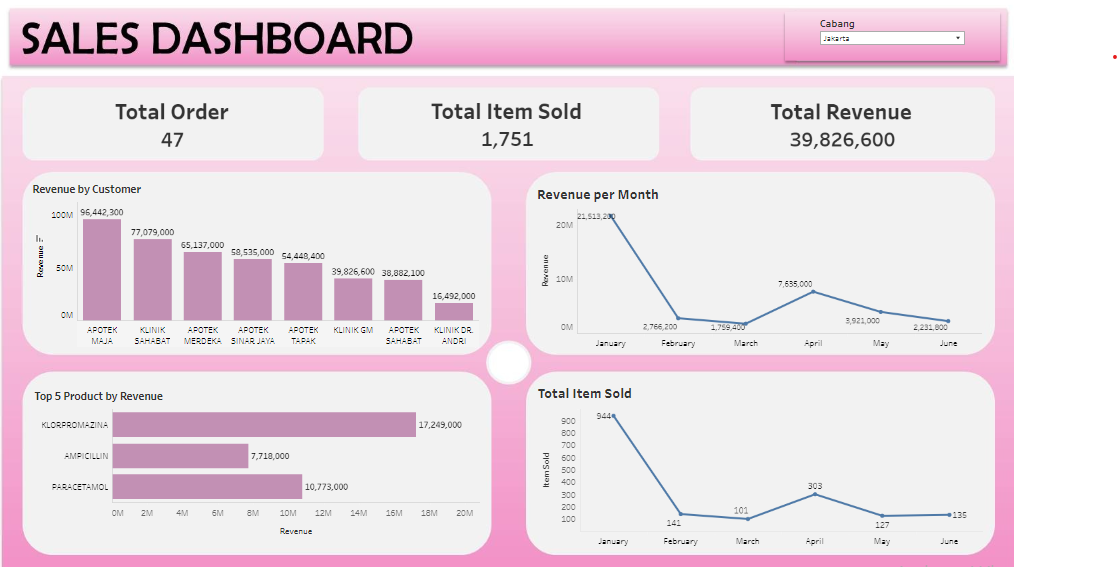 SALES DASHBOARD
Cabang
Jakarta
Total Order
47
Total Item Sold
1,751
Total Revenue
39,826,600
Revenue by Customer
Revenue
100M
50M
0M
96,442,300
77,079,000
65,137,000
58,535,000
54,448,400
39,826,600
38,882,100
16,492,000
APOTEK MAJA
KLINIK SAHABAT
APOTEK MERDEKA
APOTEK SINAR JAYA
APOTEK TAPAK
KLINIK GM
APOTEK SAHABAT
KLINIK DR. ANDRI
Revenue per Month
Revenue
20M
10M
0M
21,513,200
2,766,200
1,759,400
7,635,000
3,921,000
2,231,800
January
February
March
April
May
June
Top 5 Product by Revenue
KLORPROMAZINA
17,249,000
AMPICILLIN
7,718,000
PARACETAMOL
10,773,000
0M 2M 4M 6M 8M 10M 12M 14M 16M 18M 20M
Revenue
Total Item Sold
Item Sold
900
800
700
600
500
400
300
200
100
944
141
101
303
127
135
January
February
March
April
May
June